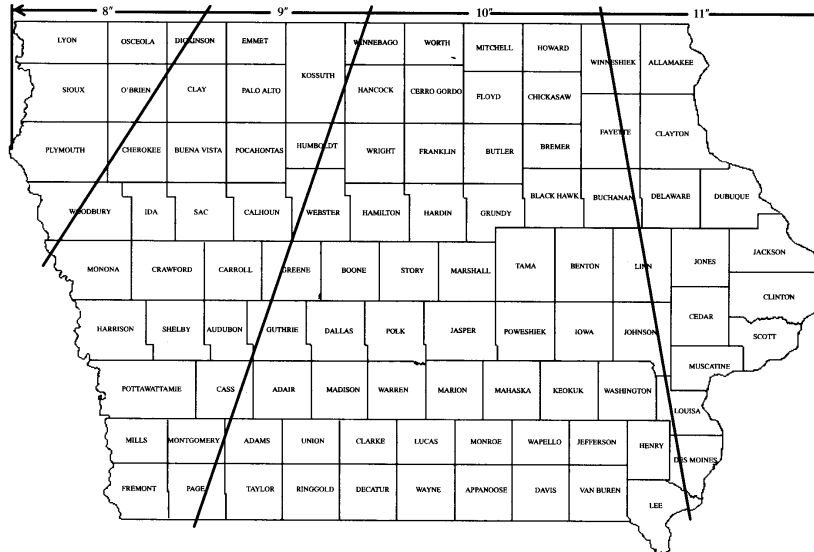 8" 9" 10" 11"
LYON OSCEOLA DICKINSON EMMET WINNEBAGO WORTH MITCHELL HOWARD WINNESHIEK ALLAMAKEE
KOSSUTH
SIOUX O'BRIEN CLAY PALO ALTO HANCOCK CERRO GORDO FLOYD CHICKASAW
FAYETTE CLAYTON
PLYMOUTH CHEROKEE BUENA VISTA POCAHONTAS HUMBOLDT WRIGHT FRANKLIN BUTLER BREMER
BLACK HAWK BUCHANAN DELAWARE DUBUQUE
WOODBURY IDA SAC CALHOUN WEBSTER HAMILTON HARDIN GRUNDY
JACKSON
MONONA CRAWFORD CARROLL GREENE BOONE STORY MARSHALL TAMA BENTON LINN JONES
CLINTON
CEDAR
HARRISON SHELBY AUDUBON GUTHRIE DALLAS POLK JASPER POWESHIEK IOWA JOHNSON SCOTT
MUSCATINE
POTTAWATTAMIE CASS ADAIR MADISON WARREN MARION MAHASKA KEOKUK WASHINGTON
LOUISA
MILLS MONTGOMERY ADAMS UNION CLARKE LUCAS MONROE WAPELLO JEFFERSON HENRY
DES MOINES
FREMONT PAGE TAYLOR RINGGOLD DECATUR WAYNE APPANOOSE DAVIS VAN BUREN
LEE